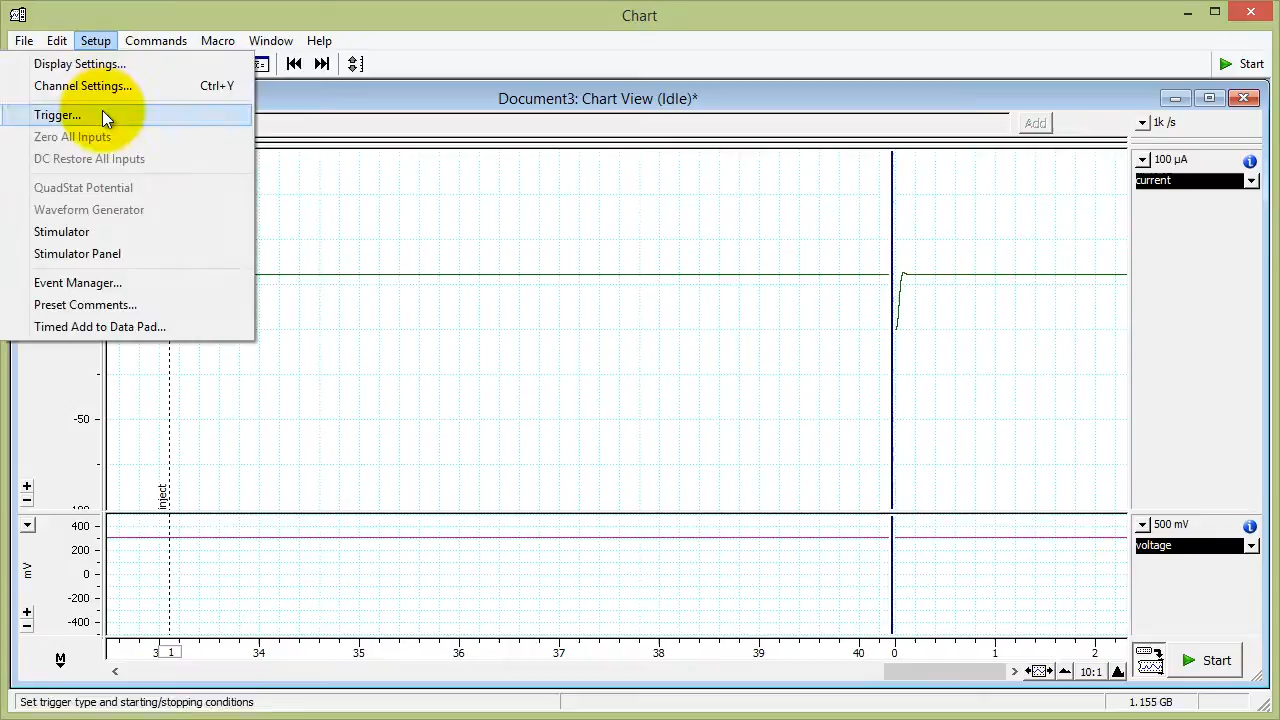 Chart
File Edit Setup Commands Macro Window Help
Display Settings...
Start
Channel Settings... Ctrl+Y
Document3: Chart View (Idle)*
Trigger...
Add
1k /s
Zero All Inputs
DC Restore All Inputs
100 µA
current
QuadStat Potential
Waveform Generator
Stimulator
Stimulator Panel
Event Manager...
Preset Comments...
Timed Add to Data Pad...
-50
inject
+
−
-100
400
200
0
-200
-400
mV
+
−
500 mV
voltage
M
1
34 35 36 37 38 39 40 0 1 2
10:1
Start
Set trigger type and starting/stopping conditions
1.155 GB